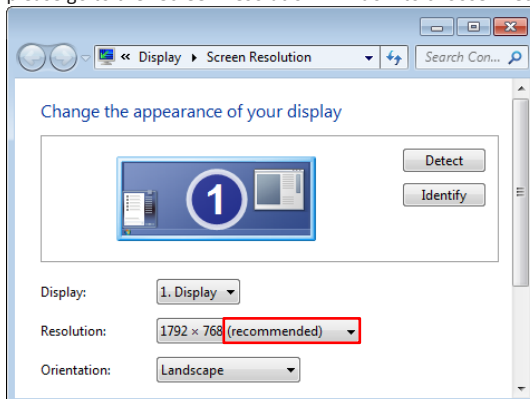 « Display ▸ Screen Resolution
Search Con...
Change the appearance of your display
1
Detect
Identify
Display: 1. Display
Resolution: 1792 × 768 (recommended)
Orientation: Landscape